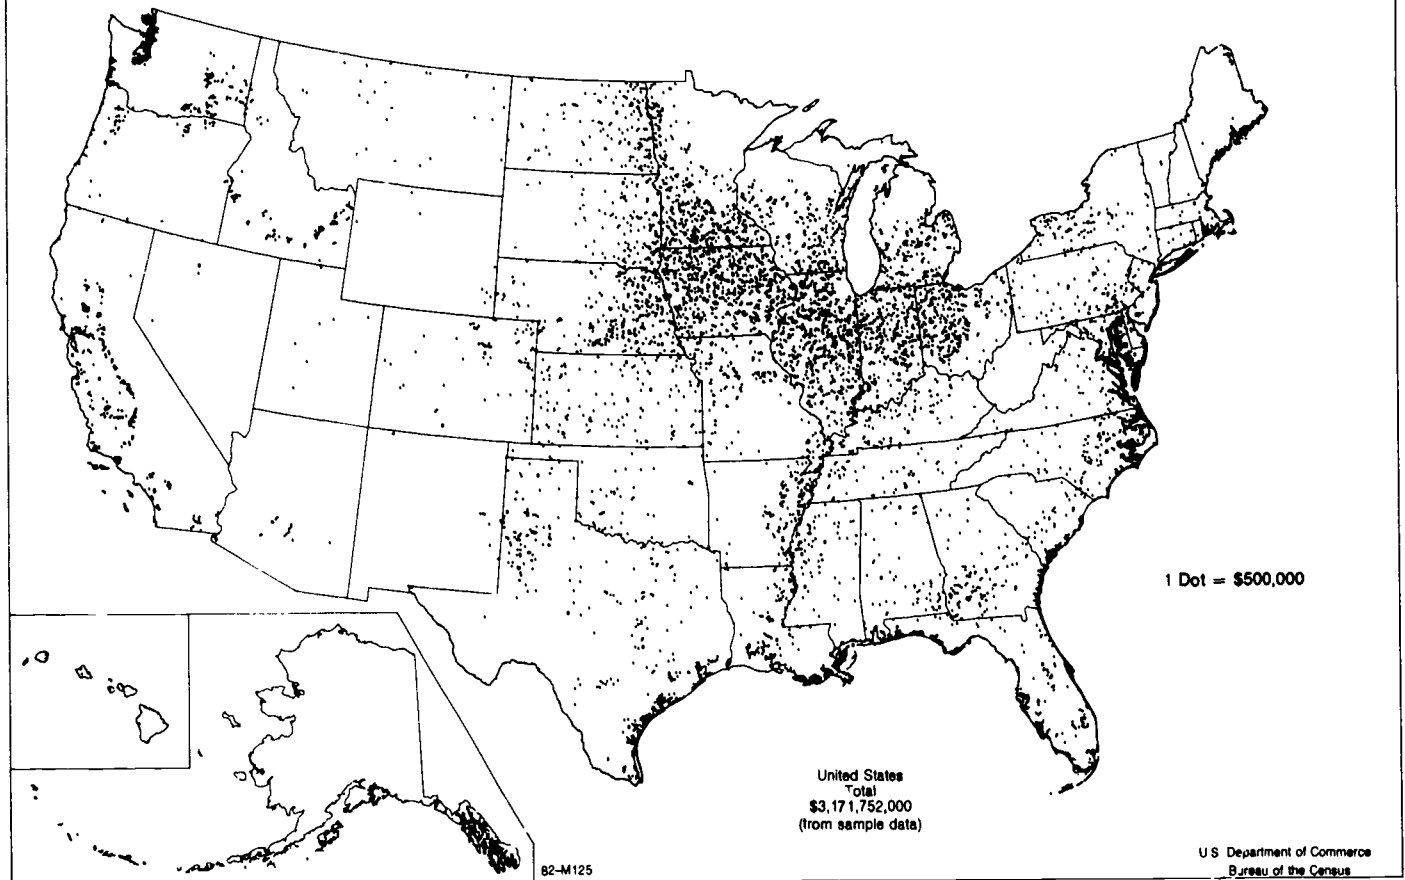 1 Dot = $500,000
United States
Total
$3,171,752,000
(from sample data)
82-M125
U S Department of Commerce
Bureau of the Census